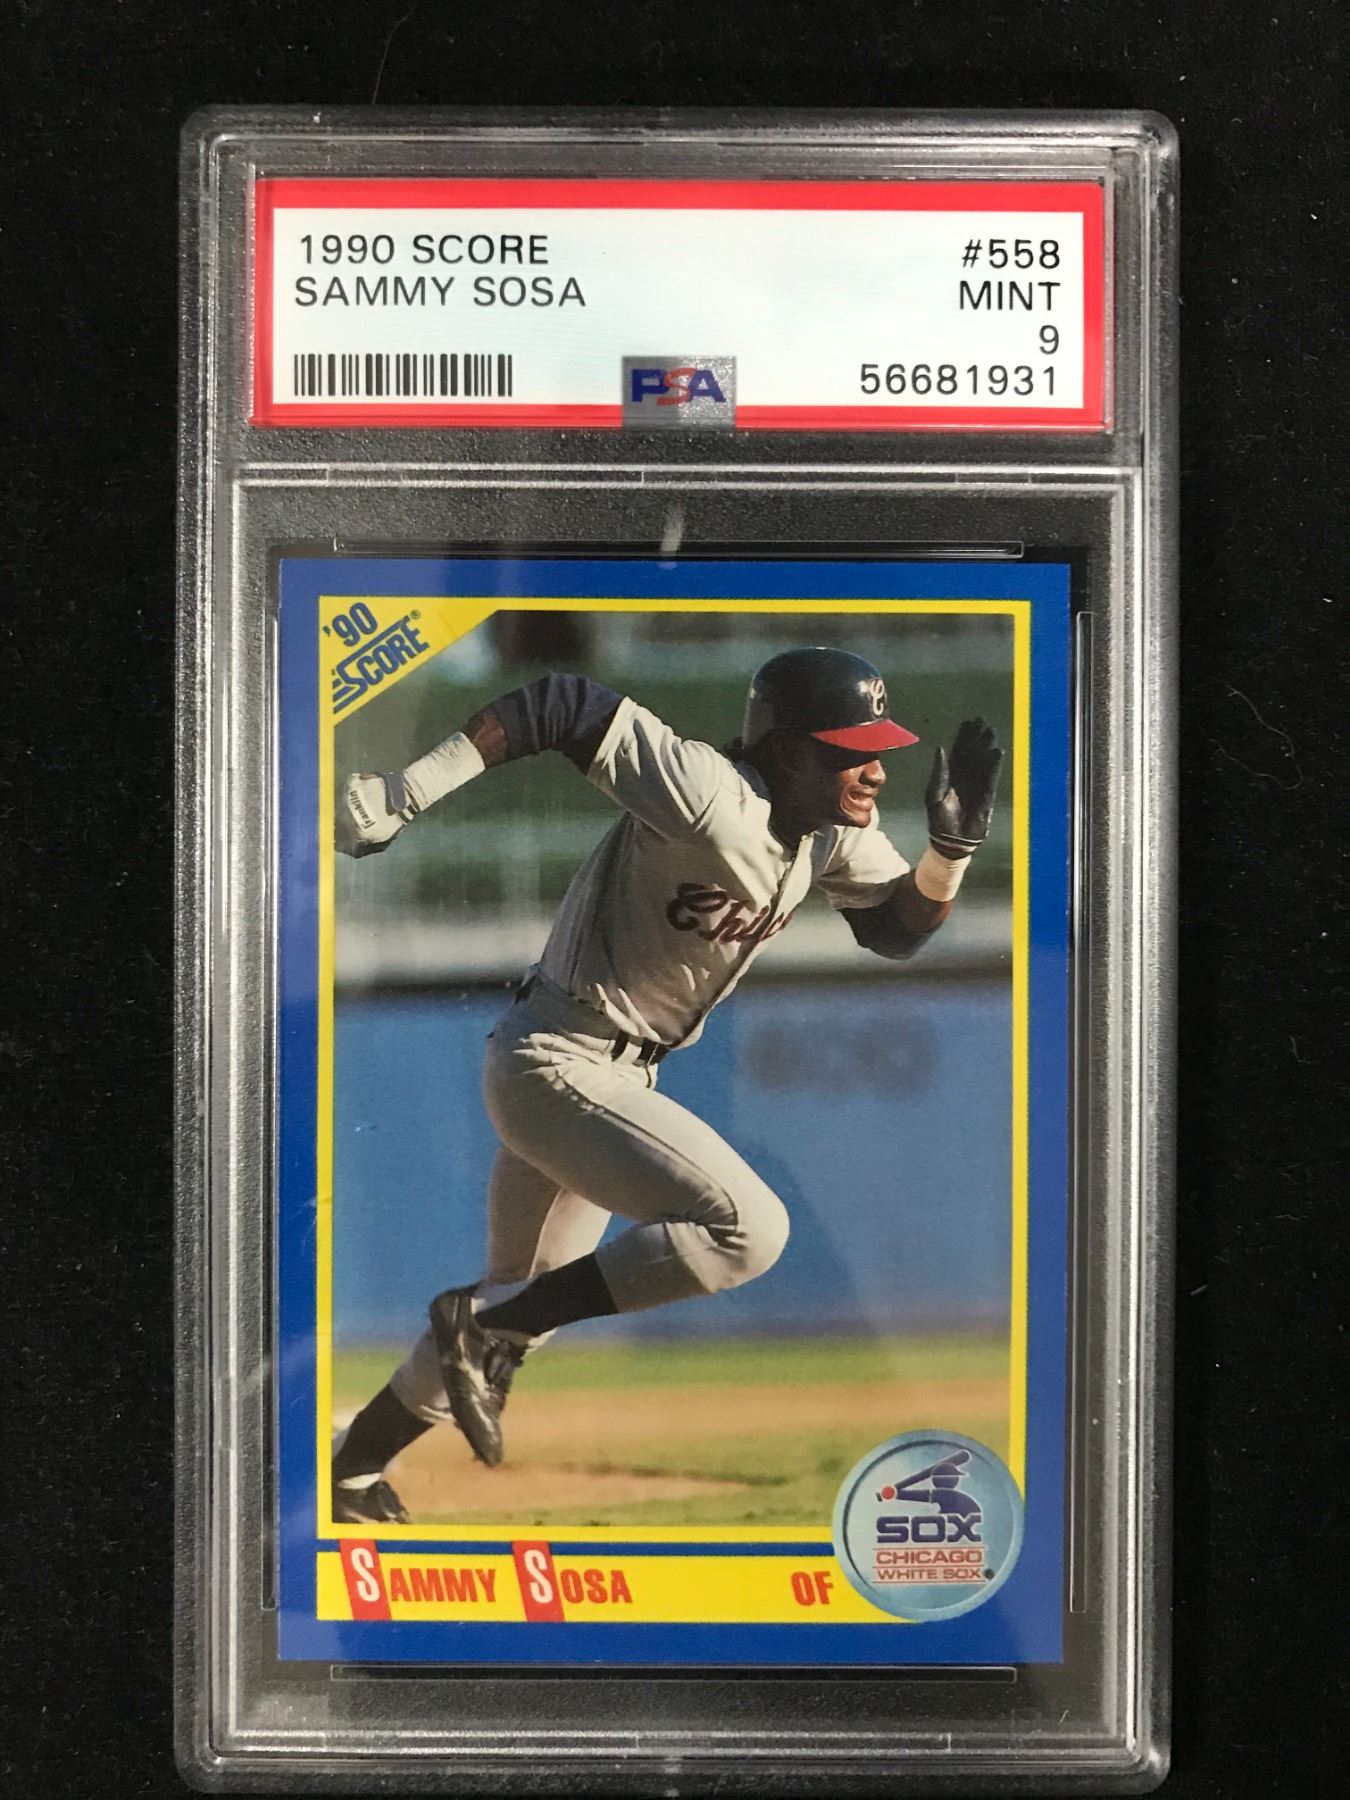 1990 SCORE #558
SAMMY SOSA MINT
9
PSA 56681931
'90
SCORE®
C
franklin
Chica
SOX
CHICAGO
WHITE SOX®
SAMMY SOSA OF